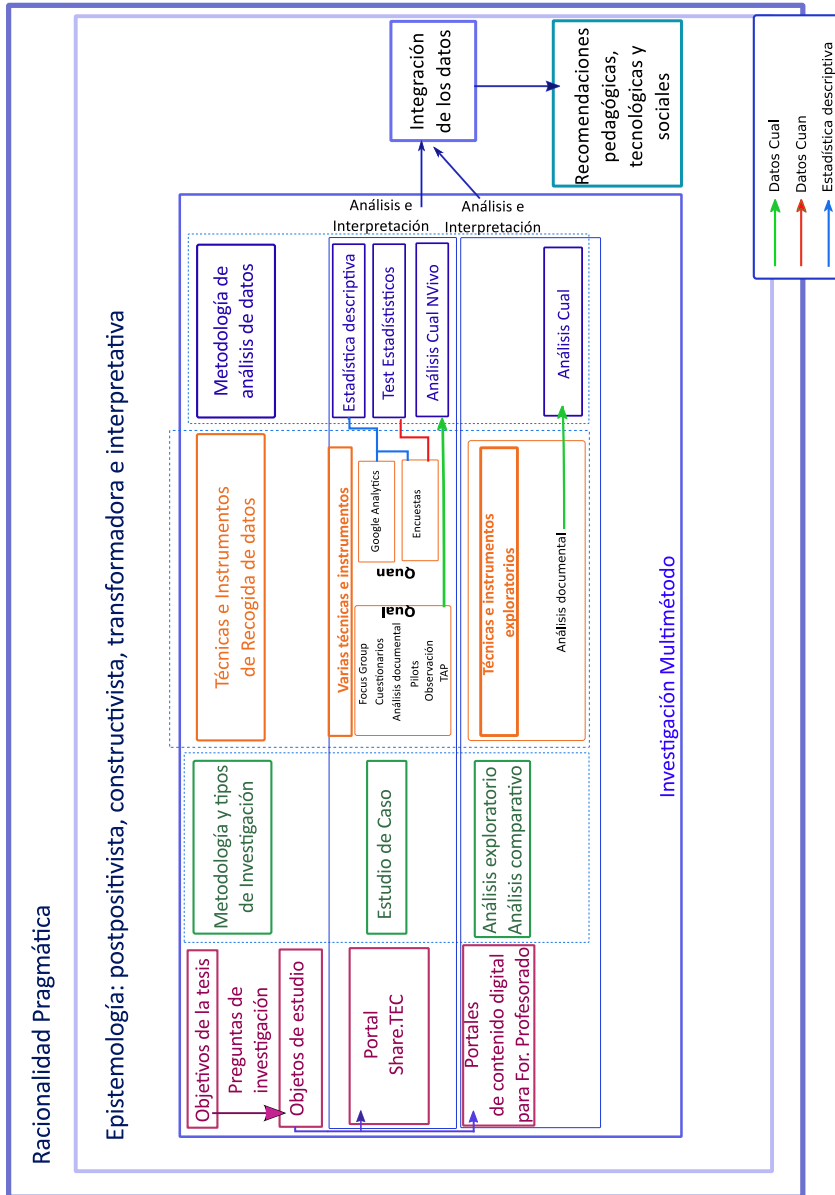 Racionalidad Pragmática
Epistemología: postpositivista, constructivista, transformadora e interpretativa
Objetivos de la tesis
Preguntas de
investigación
Objetos de estudio
Metodología y tipos
de Investigación
Técnicas e Instrumentos
de Recogida de datos
Metodología de
análisis de datos
Portal
Share.TEC
Estudio de Caso
Varias técnicas e instrumentos
Focus Group
Cuestionarios
Análisis documental
Pilots
Observación
TAP
Qual
Quan
Google Analytics
Encuestas
Estadística descriptiva
Test Estadístisticos
Análisis Cual NVivo
Análisis e
Interpretación
Portales
de contenido digital
para For. Profesorado
Análisis exploratorio
Análisis comparativo
Técnicas e instrumentos
exploratorios
Análisis documental
Análisis Cual
Análisis e
Interpretación
Integración
de los datos
Recomendaciones
pedagógicas,
tecnológicas y
sociales
Investigación Multimétodo
Datos Cual
Datos Cuan
Estadística descriptiva